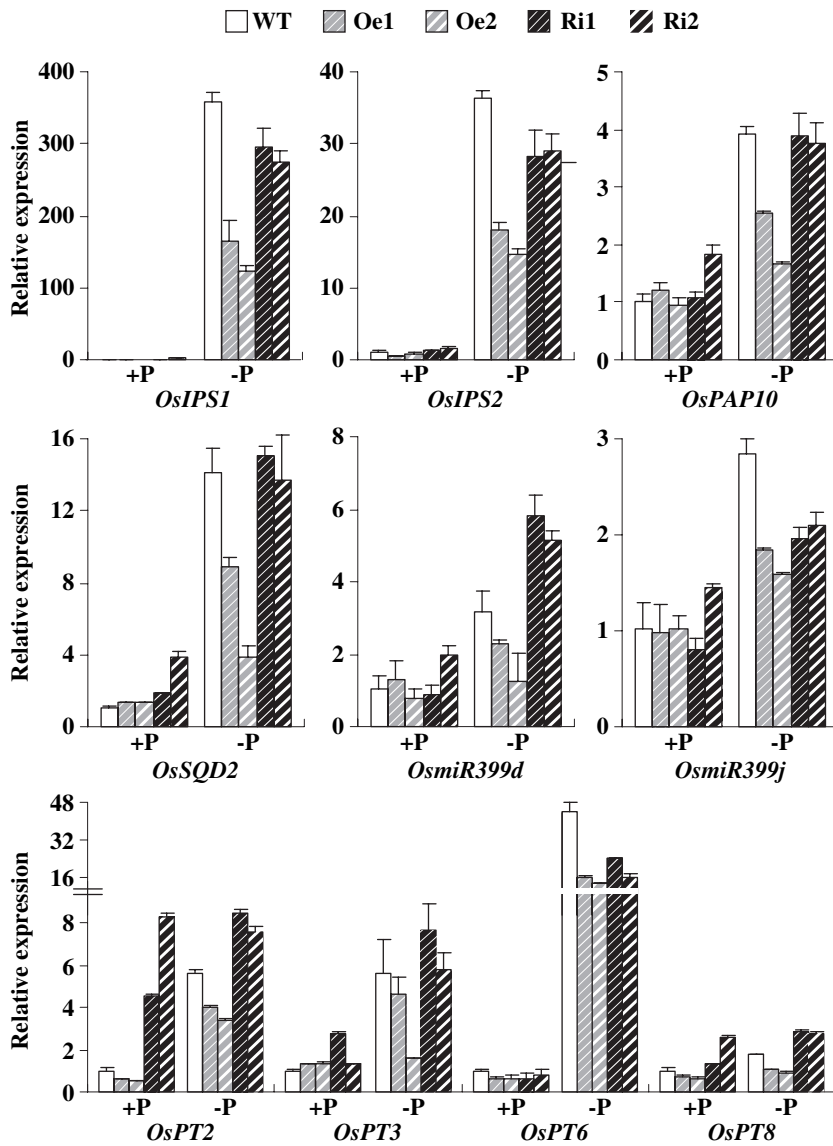 WT Oe1 Oe2 Ri1 Ri2
Relative expression
400
300
200
100
0
+P -P
OsIPS1
40
30
20
10
0
+P -P
OsIPS2
5
4
3
2
1
0
+P -P
OsPAP10
Relative expression
16
12
8
4
0
+P -P
OsSQD2
8
6
4
2
0
+P -P
OsmiR399d
3
2
1
0
+P -P
OsmiR399j
Relative expression
48
32
16
8
6
4
2
0
+P -P +P -P +P -P +P -P
OsPT2 OsPT3 OsPT6 OsPT8